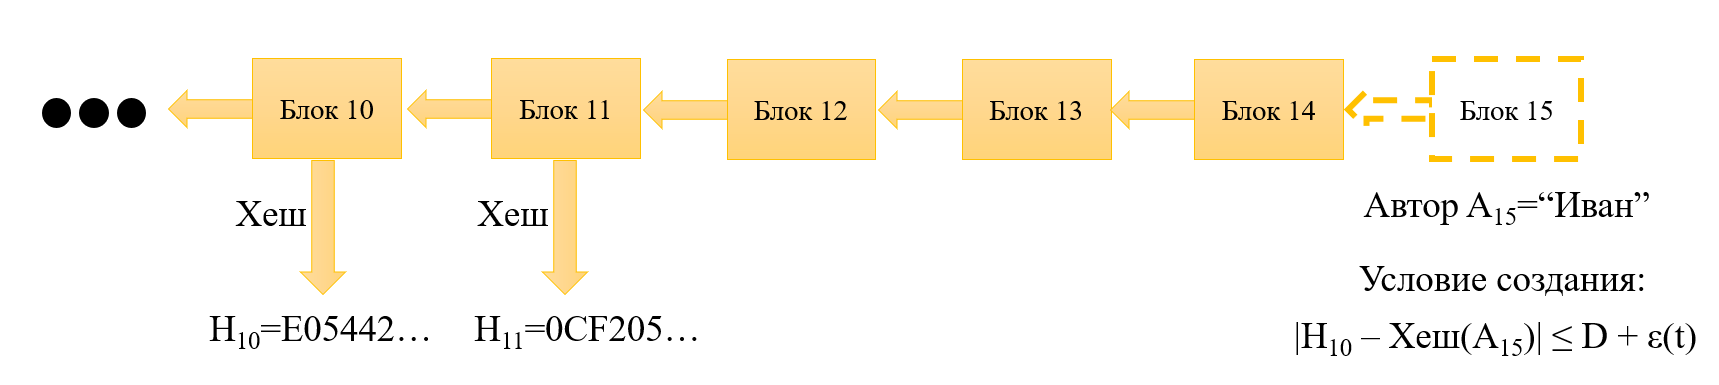 Блок 10
Блок 11
Блок 12
Блок 13
Блок 14
Блок 15
Хеш
Хеш
Автор A₁₅=“Иван”
Условие создания:
H₁₀=E05442…
H₁₁=0CF205…
|H₁₀ – Хеш(A₁₅)| ≤ D + ε(t)